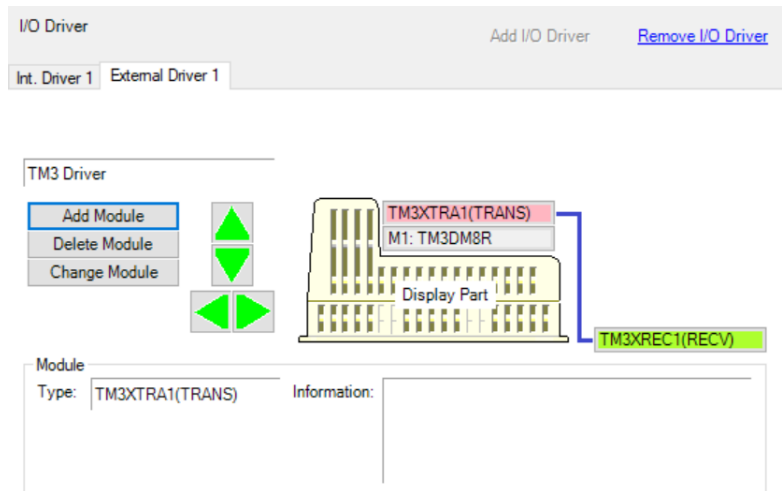 I/O Driver
Add I/O Driver
Remove I/O Driver
Int. Driver 1
External Driver 1
TM3 Driver
Add Module
Delete Module
Change Module
TM3XTRA1(TRANS)
M1: TM3DM8R
Display Part
TM3XREC1(RECV)
Module
Type: TM3XTRA1(TRANS)
Information: